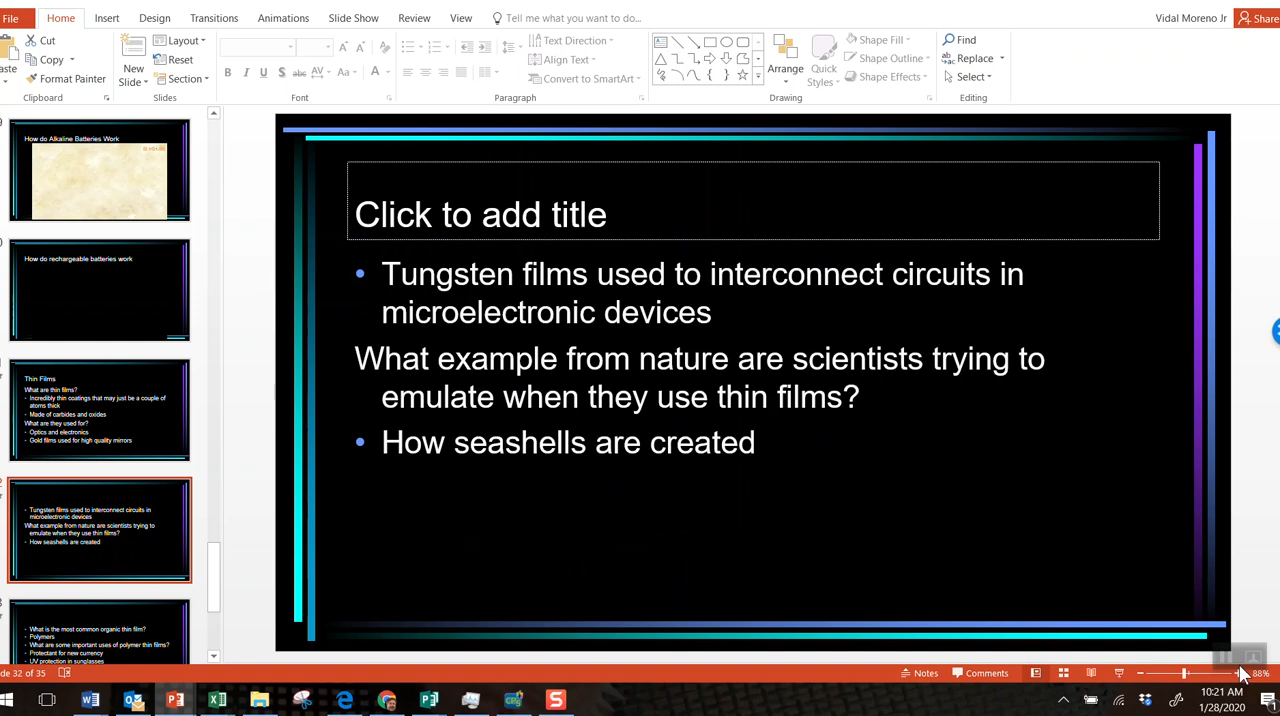 File Home Insert Design Transitions Animations Slide Show Review View Tell me what you want to do... Vidal Moreno Jr Share
Cut Layout Reset Section Copy Format Painter
New Slide
Text Direction Align Text Convert to SmartArt
Arrange Quick Styles
Shape Fill Shape Outline Shape Effects
Find Replace Select
Clipboard Slides Font Paragraph Drawing Editing
How do Alkaline Batteries Work
How do rechargeable batteries work
Thin Films
What are thin films?
• Incredibly thin coatings that may just be a couple of
atoms thick
• Made of carbides and oxides
What are they used for?
• Optics and electronics
• Gold films used for high quality mirrors
• Tungsten films used to interconnect circuits in
microelectronic devices
What example from nature are scientists trying to
emulate when they use thin films?
• How seashells are created
• What is the most common organic thin film?
• Polymers
• What are some important uses of polymer thin films?
• Protectant for new currency
• UV protection in sunglasses
Click to add title
• Tungsten films used to interconnect circuits in
microelectronic devices
What example from nature are scientists trying to
emulate when they use thin films?
• How seashells are created
de 32 of 35 Notes Comments 88%
10:21 AM
1/28/2020